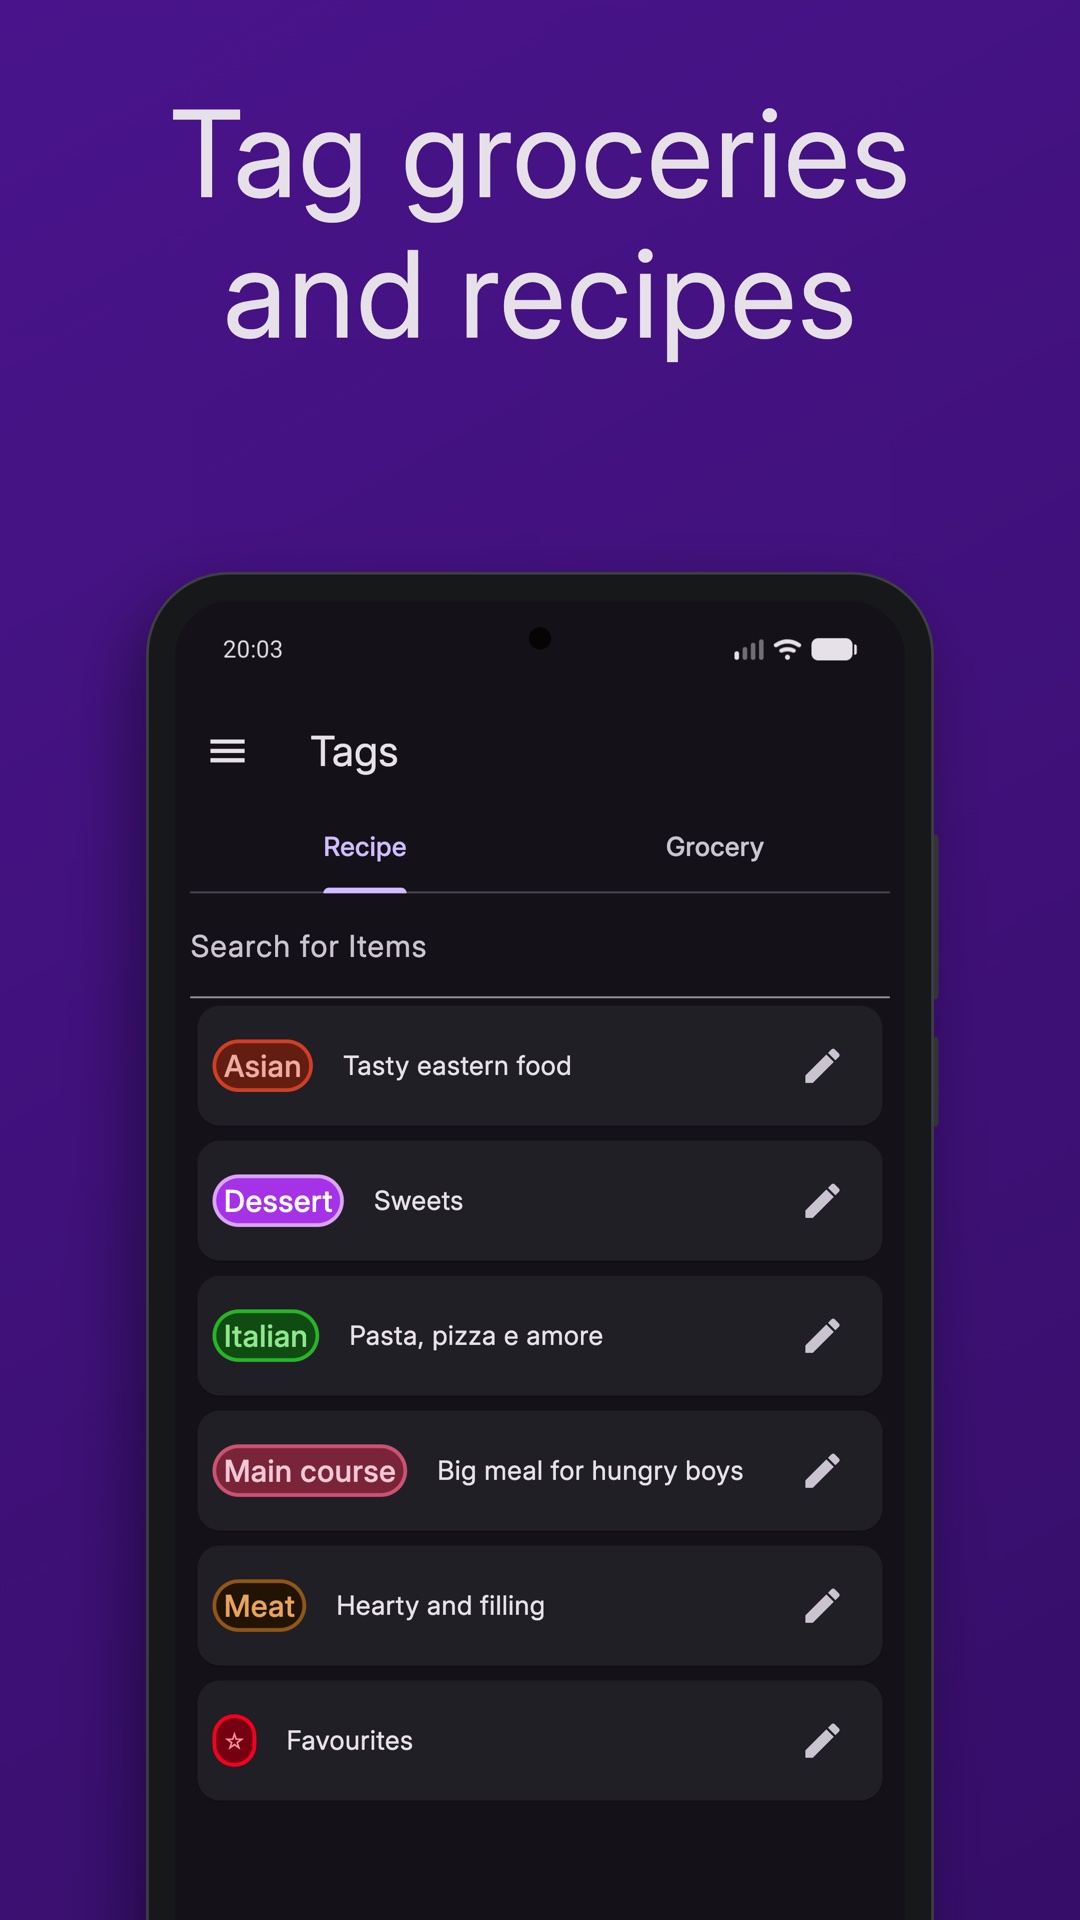 Tag groceries
and recipes
20:03
Tags
Recipe Grocery
Search for Items
Asian Tasty eastern food
Dessert Sweets
Italian Pasta, pizza e amore
Main course Big meal for hungry boys
Meat Hearty and filling
☆ Favourites